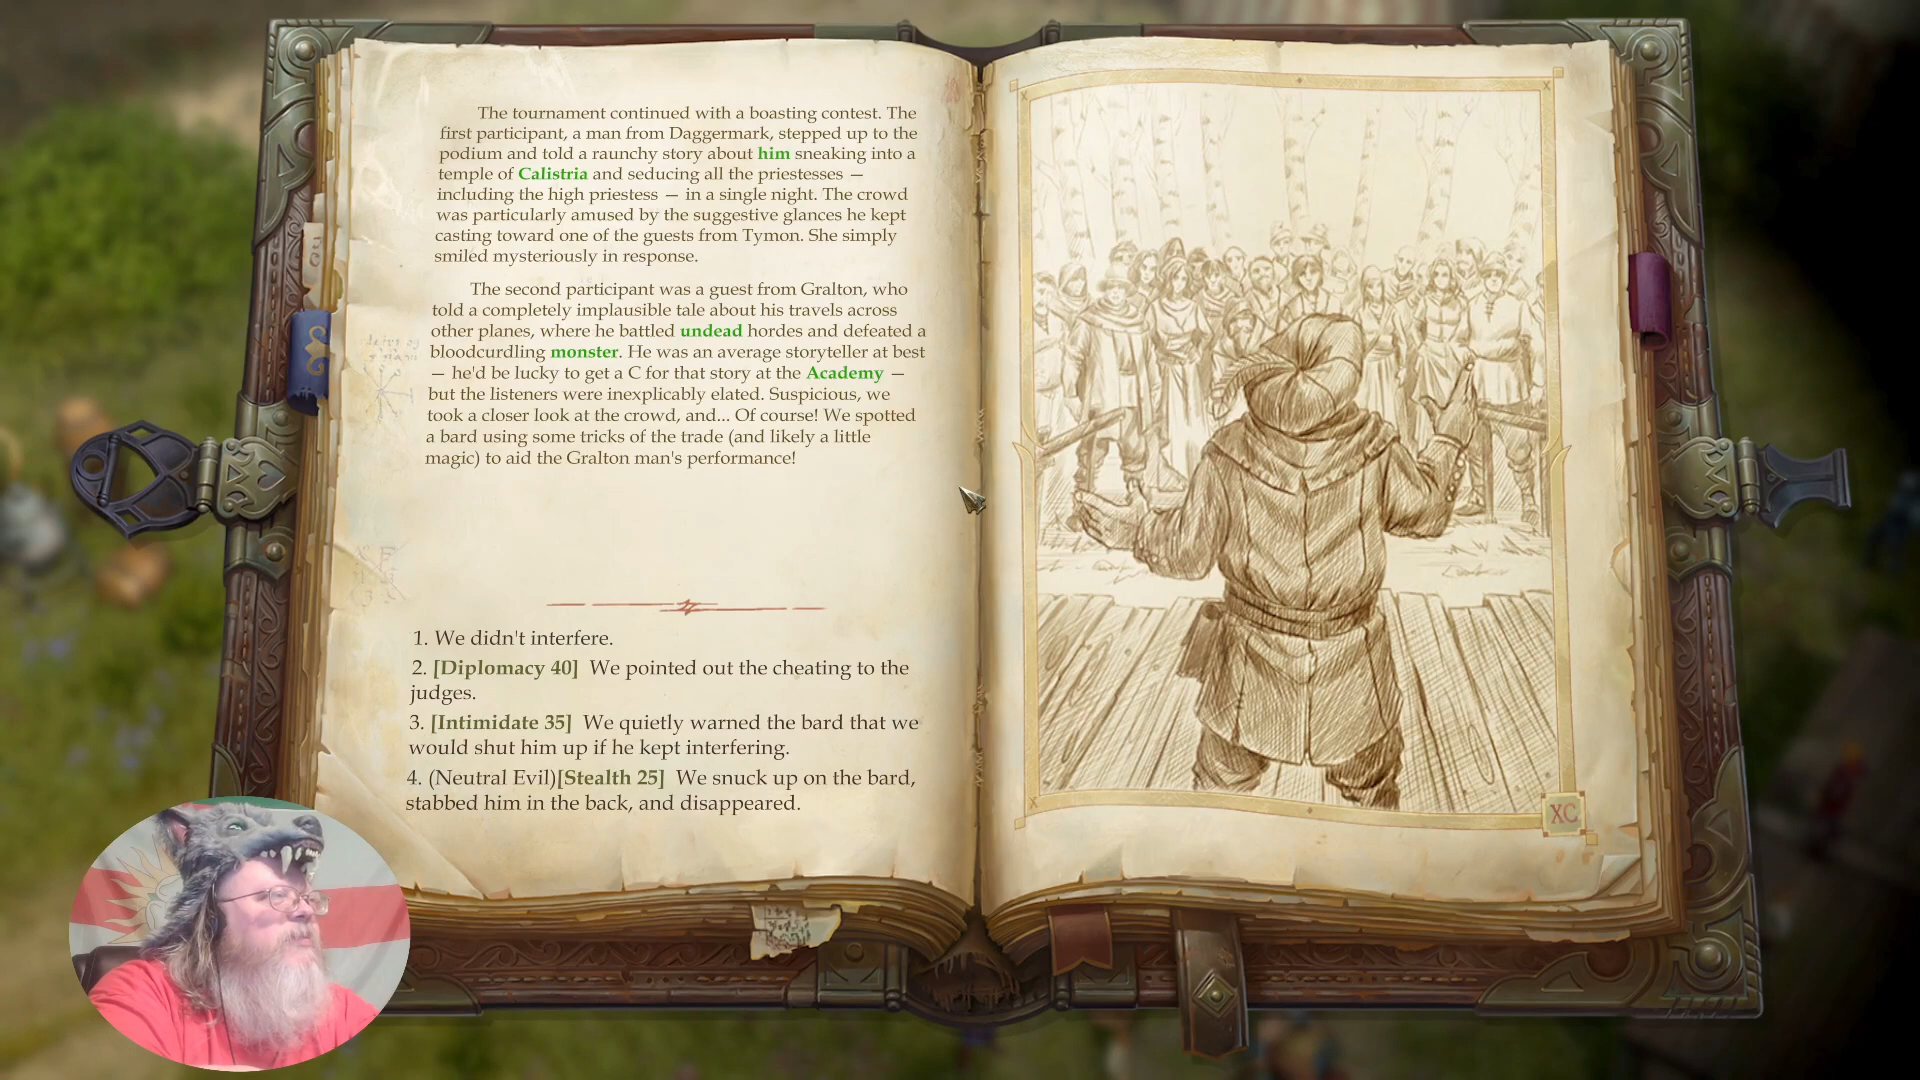 The tournament continued with a boasting contest. The
first participant, a man from Daggermark, stepped up to the
podium and told a raunchy story about him sneaking into a
temple of Calistria and seducing all the priestesses —
including the high priestess — in a single night. The crowd
was particularly amused by the suggestive glances he kept
casting toward one of the guests from Tymon. She simply
smiled mysteriously in response.
The second participant was a guest from Gralton, who
told a completely implausible tale about his travels across
other planes, where he battled undead hordes and defeated a
bloodcurdling monster. He was an average storyteller at best
— he'd be lucky to get a C for that story at the Academy —
but the listeners were inexplicably elated. Suspicious, we
took a closer look at the crowd, and... Of course! We spotted
a bard using some tricks of the trade (and likely a little
magic) to aid the Gralton man's performance!
1. We didn't interfere.
2. [Diplomacy 40] We pointed out the cheating to the
judges.
3. [Intimidate 35] We quietly warned the bard that we
would shut him up if he kept interfering.
4. (Neutral Evil)[Stealth 25] We snuck up on the bard,
stabbed him in the back, and disappeared.
XC